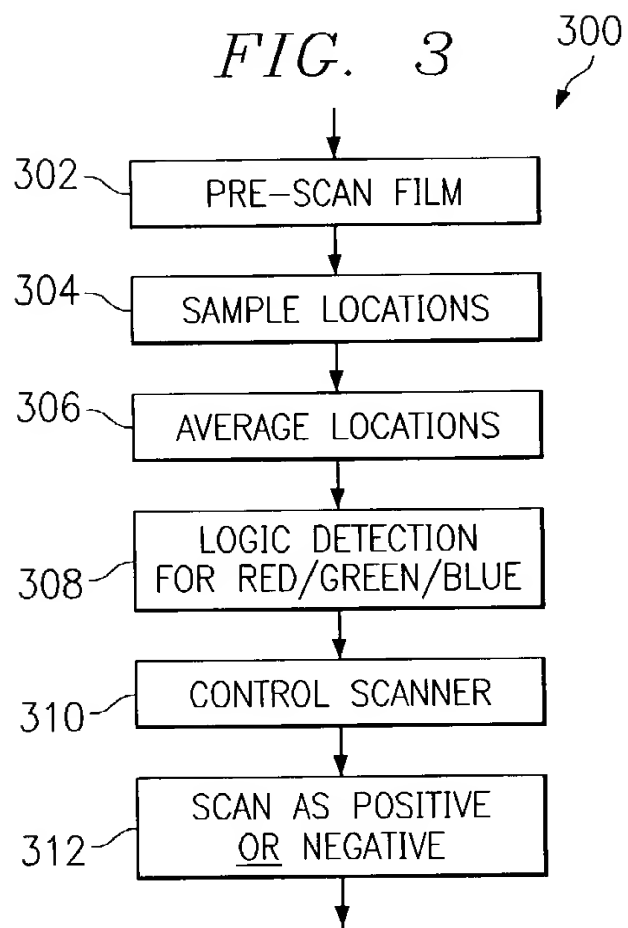 FIG. 3
300
302
PRE-SCAN FILM
304
SAMPLE LOCATIONS
306
AVERAGE LOCATIONS
308
LOGIC DETECTION
FOR RED/GREEN/BLUE
310
CONTROL SCANNER
312
SCAN AS POSITIVE
OR NEGATIVE